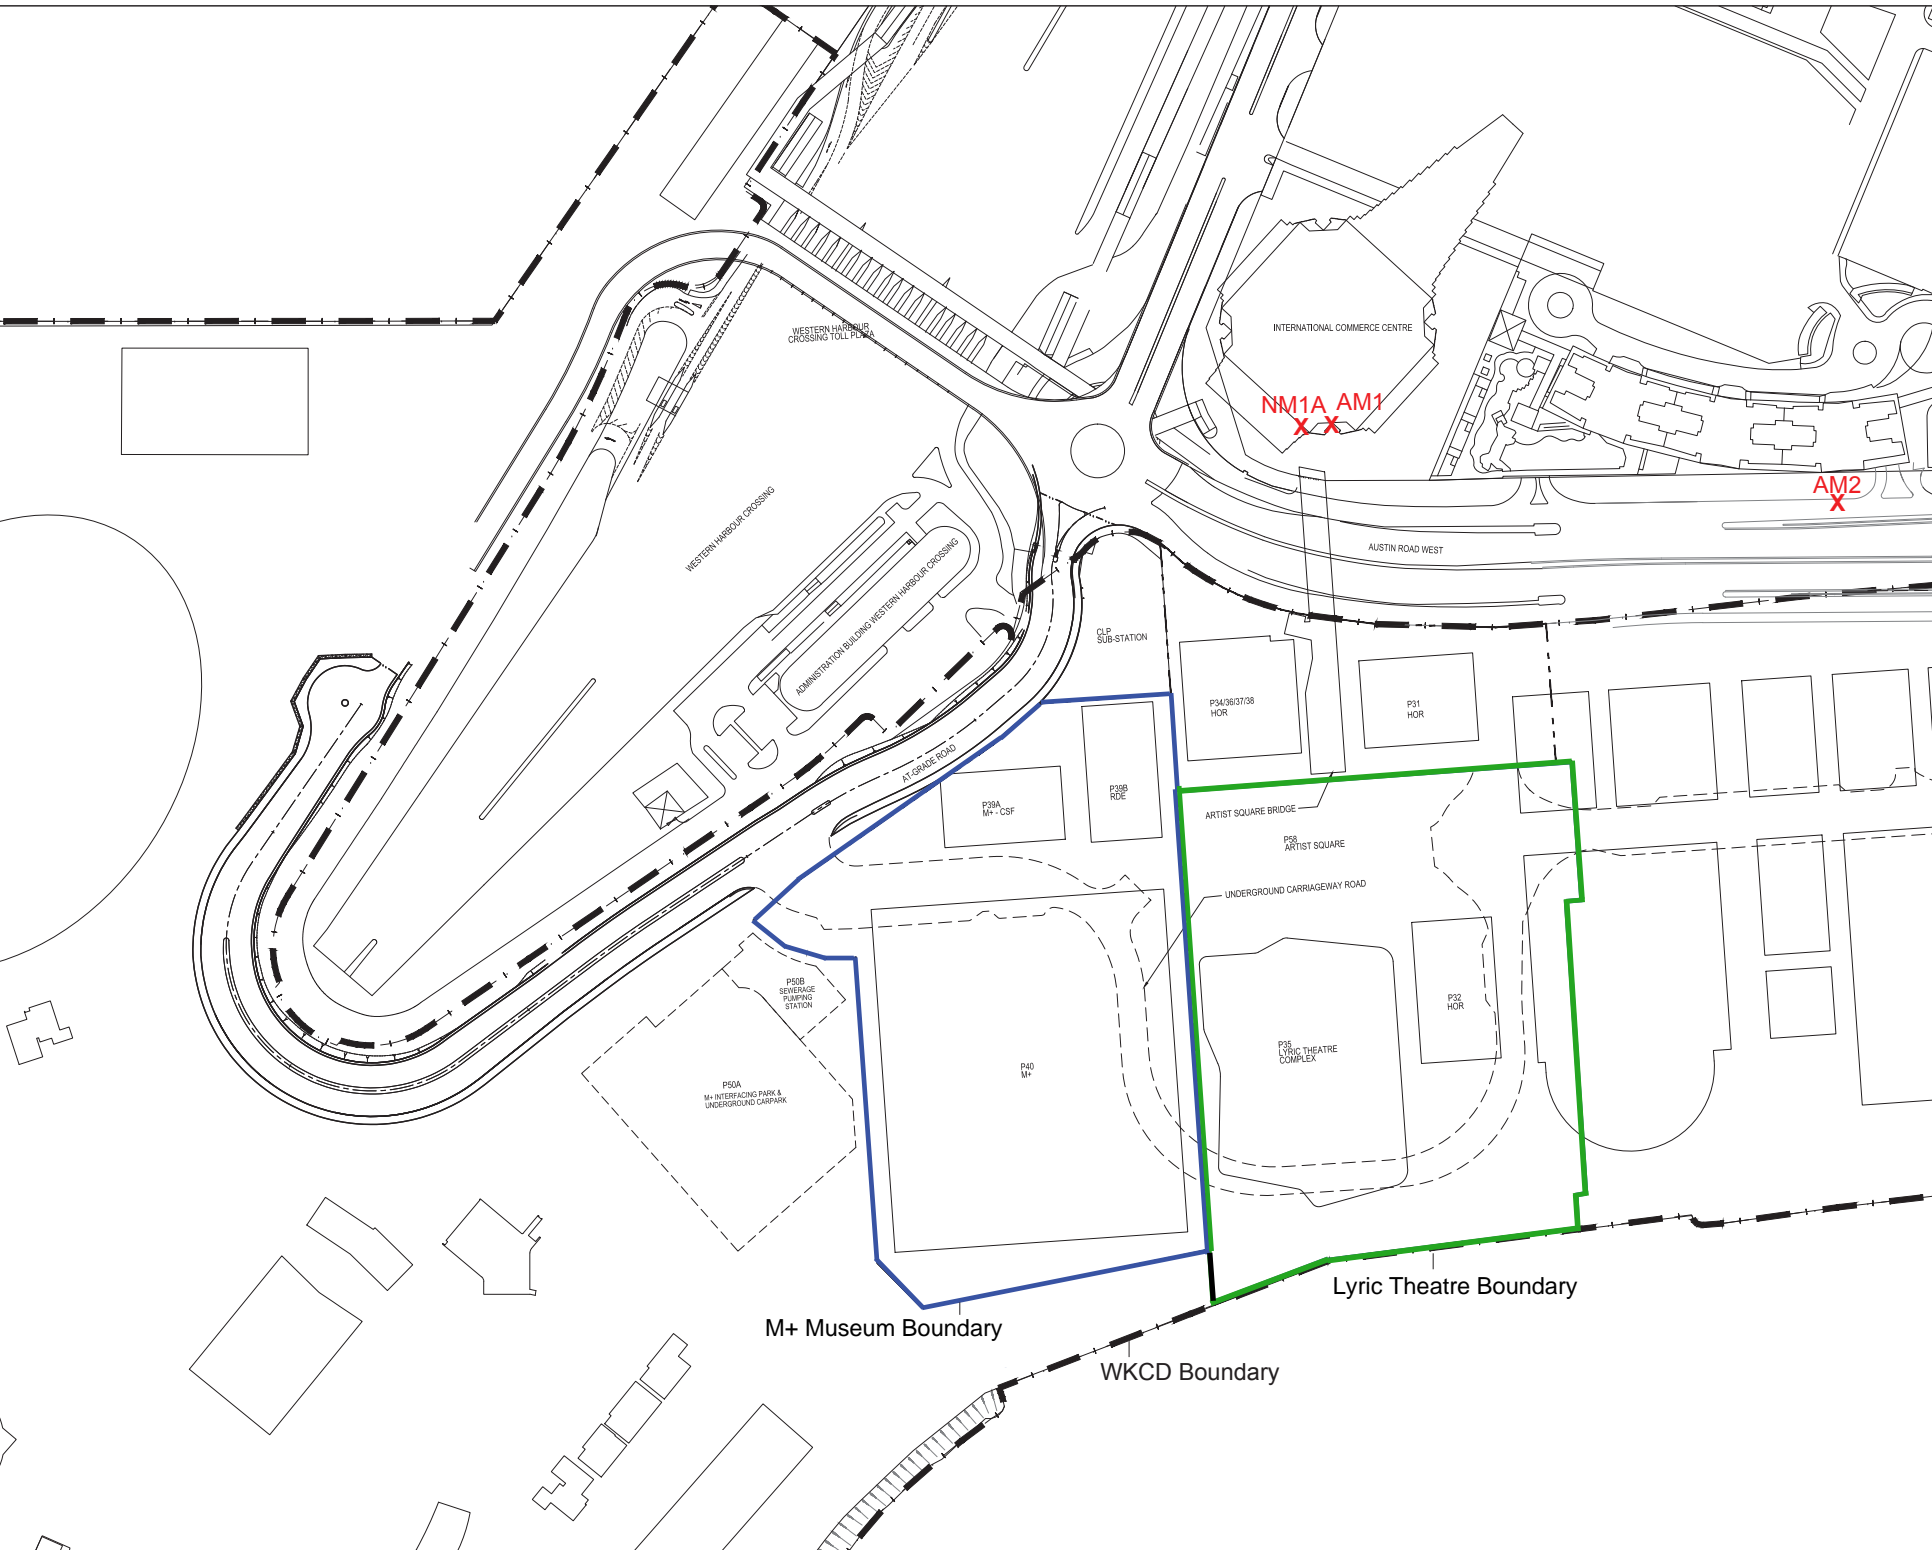 WESTERN HARBOUR
CROSSING TOLL PLAZA
INTERNATIONAL COMMERCE CENTRE
NM1A
AM1
X
X
AM2
X
WESTERN HARBOUR CROSSING
ADMINISTRATION BUILDING WESTERN HARBOUR CROSSING
AUSTIN ROAD WEST
CLP
SUB-STATION
P34/36/37/38
HOR
P31
HOR
AT-GRADE ROAD
P39A
M+ - CSF
P39B
RDE
ARTIST SQUARE BRIDGE
P58
ARTIST SQUARE
UNDERGROUND CARRIAGEWAY ROAD
P50B
SEWERAGE
PUMPING
STATION
P32
HOR
P35
LYRIC THEATRE
COMPLEX
P40
M+
P50A
M+ INTERFACING PARK &
UNDERGROUND CARPARK
Lyric Theatre Boundary
M+ Museum Boundary
WKCD Boundary